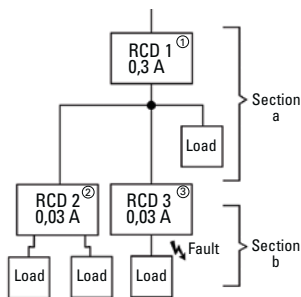 RCD 1 ①
0,3 A
Load
Section
a
RCD 2 ②
0,03 A
RCD 3 ③
0,03 A
Fault
Load
Load
Load
Section
b